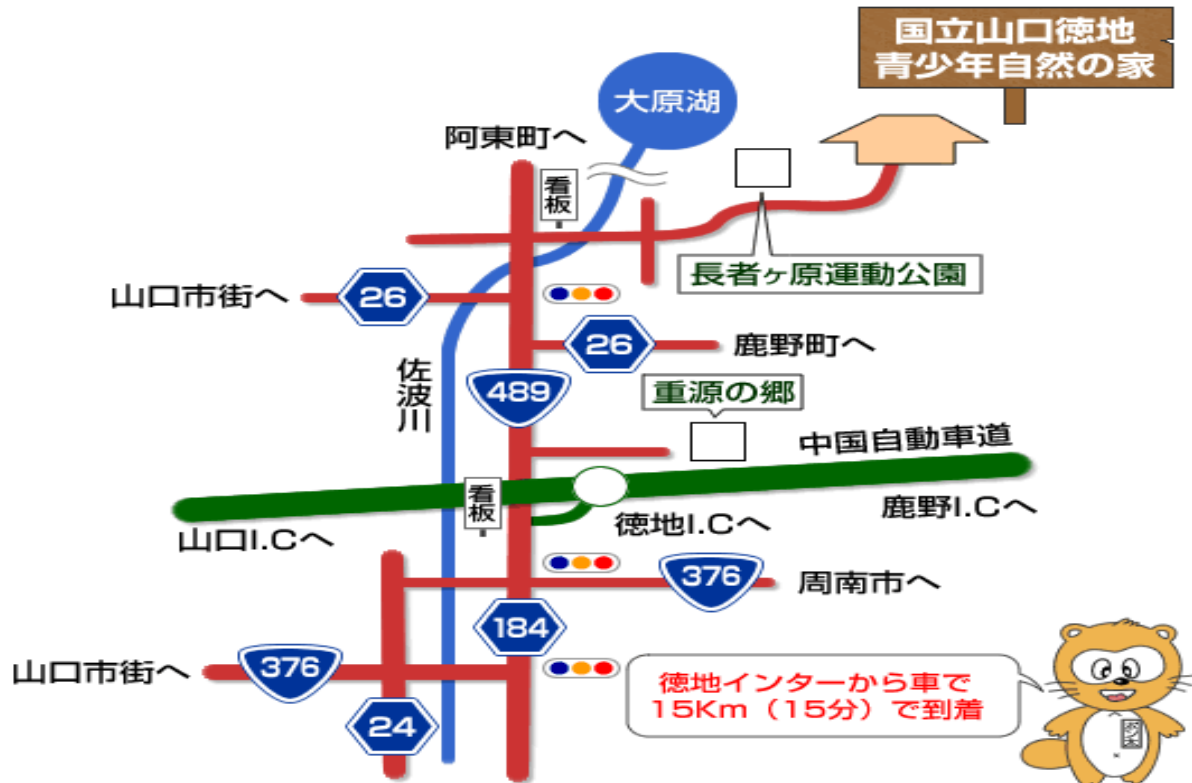 国立山口徳地
青少年自然の家
大原湖
阿東町へ
看板
長者ヶ原運動公園
山口市街へ
26
26
鹿野町へ
佐波川
489
重源の郷
中国自動車道
看板
山口I.Cへ
徳地I.Cへ
鹿野I.Cへ
376
周南市へ
184
山口市街へ
376
24
徳地インターから車で
15Km（15分）で到着